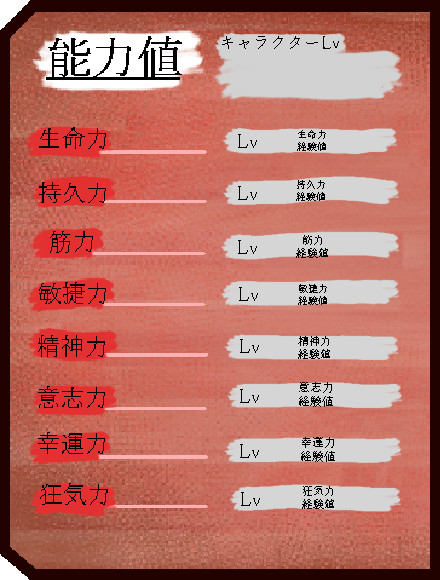 能力値
キャラクターLv
生命力
Lv
生命力
経験値
持久力
Lv
持久力
経験値
筋力
Lv
筋力
経験値
敏捷力
Lv
敏捷力
経験値
精神力
Lv
精神力
経験値
意志力
Lv
意志力
経験値
幸運力
Lv
幸運力
経験値
狂気力
Lv
狂気力
経験値